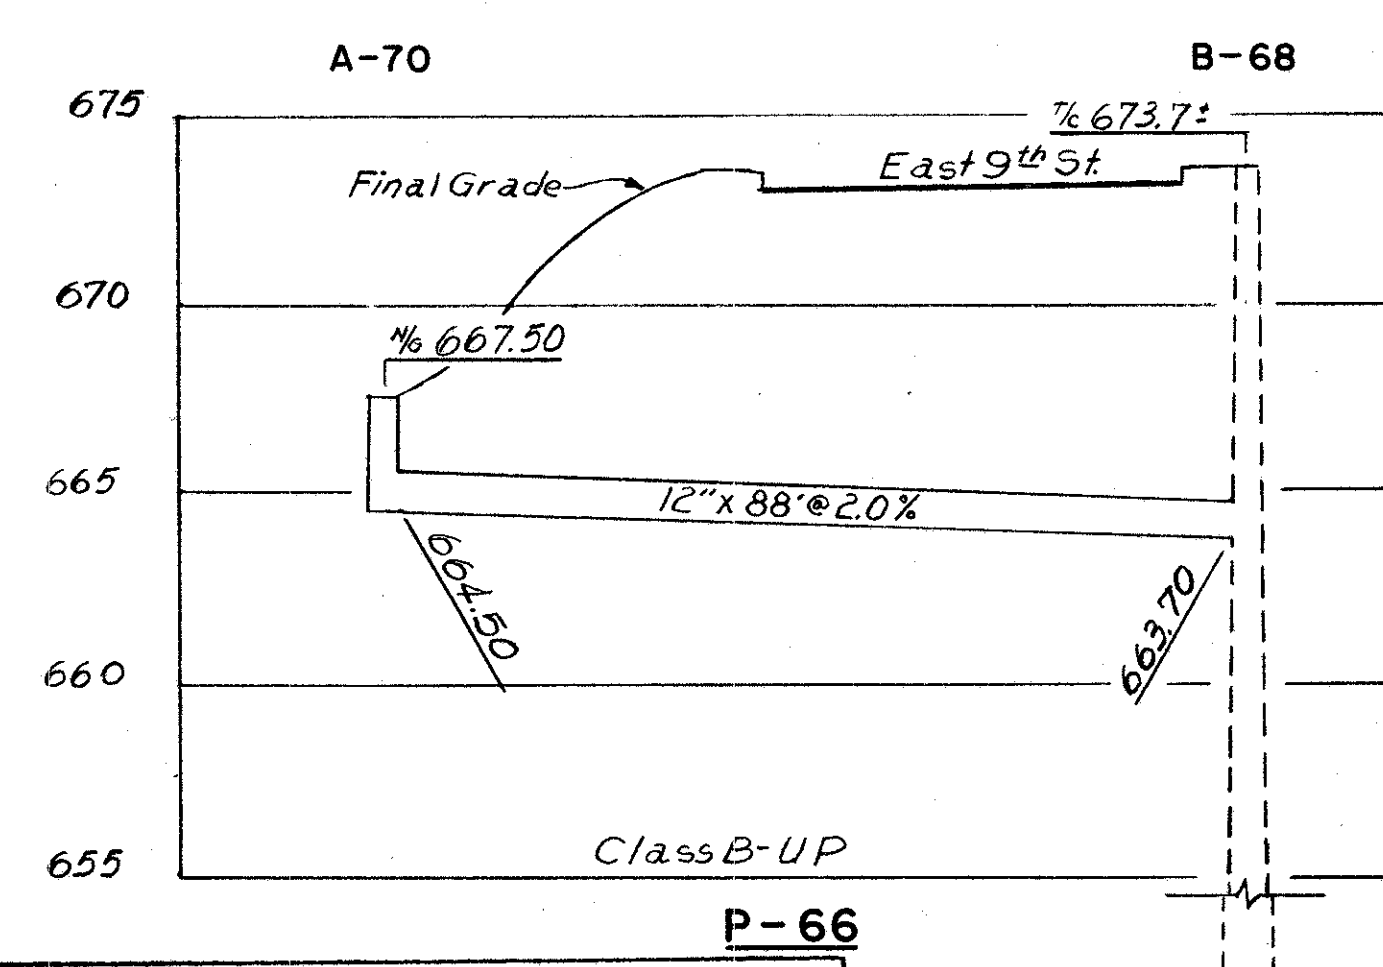 A-70
B-68
675
T/C 673.7±
East 9th St.
Final Grade
670
N/G 667.50
665
12" x 88' @ 2.0%
664.50
663.70
660
Class B-UP
655
P-66